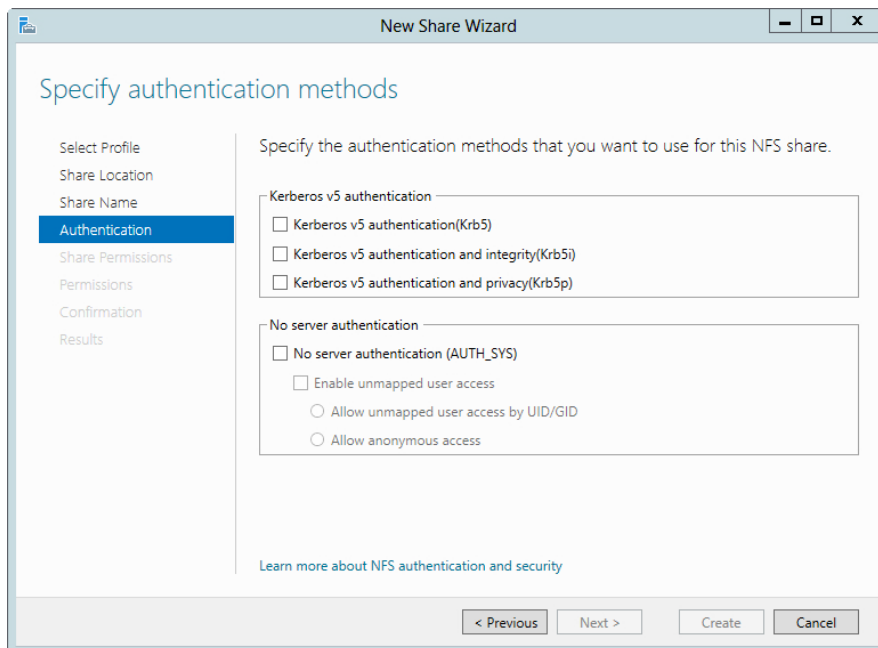 New Share Wizard
Specify authentication methods
Select Profile
Share Location
Share Name
Authentication
Share Permissions
Permissions
Confirmation
Results
Specify the authentication methods that you want to use for this NFS share.
Kerberos v5 authentication
Kerberos v5 authentication(Krb5)
Kerberos v5 authentication and integrity(Krb5i)
Kerberos v5 authentication and privacy(Krb5p)
No server authentication
No server authentication (AUTH_SYS)
Enable unmapped user access
Allow unmapped user access by UID/GID
Allow anonymous access
Learn more about NFS authentication and security
< Previous
Next >
Create
Cancel